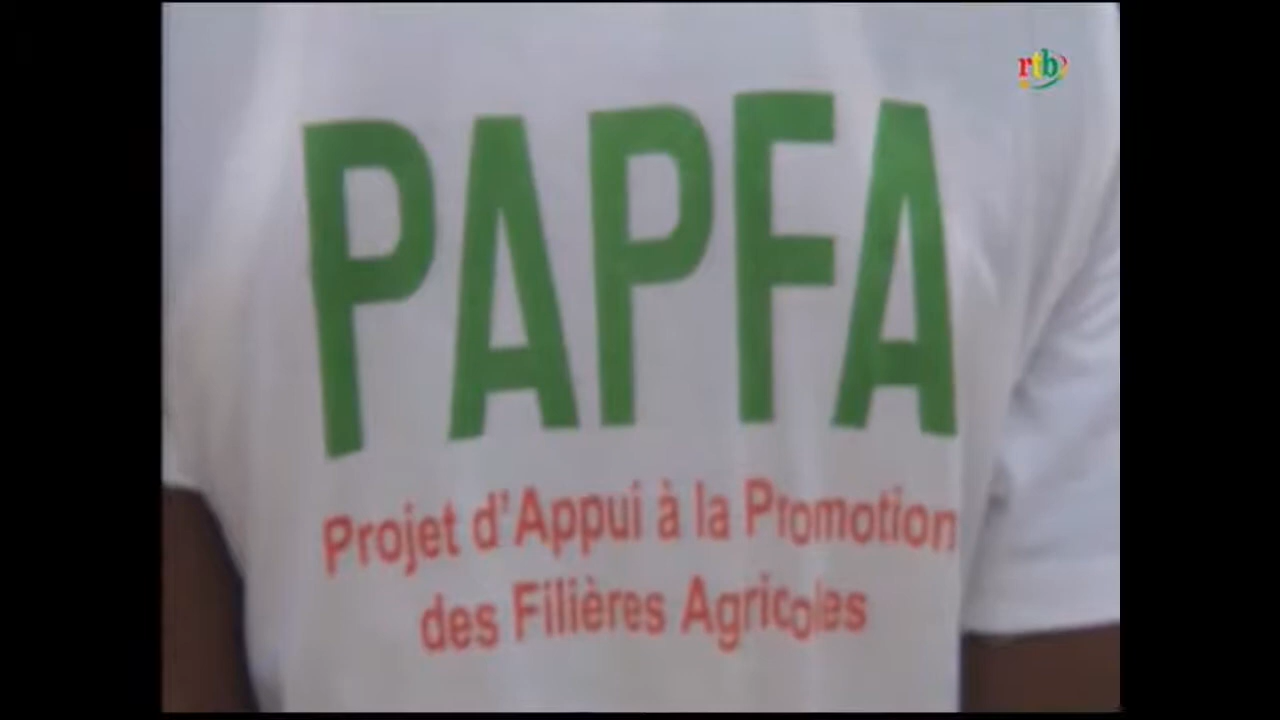 rtb
PAPFA
Projet d'Appui à la Promotion
des Filières Agricoles